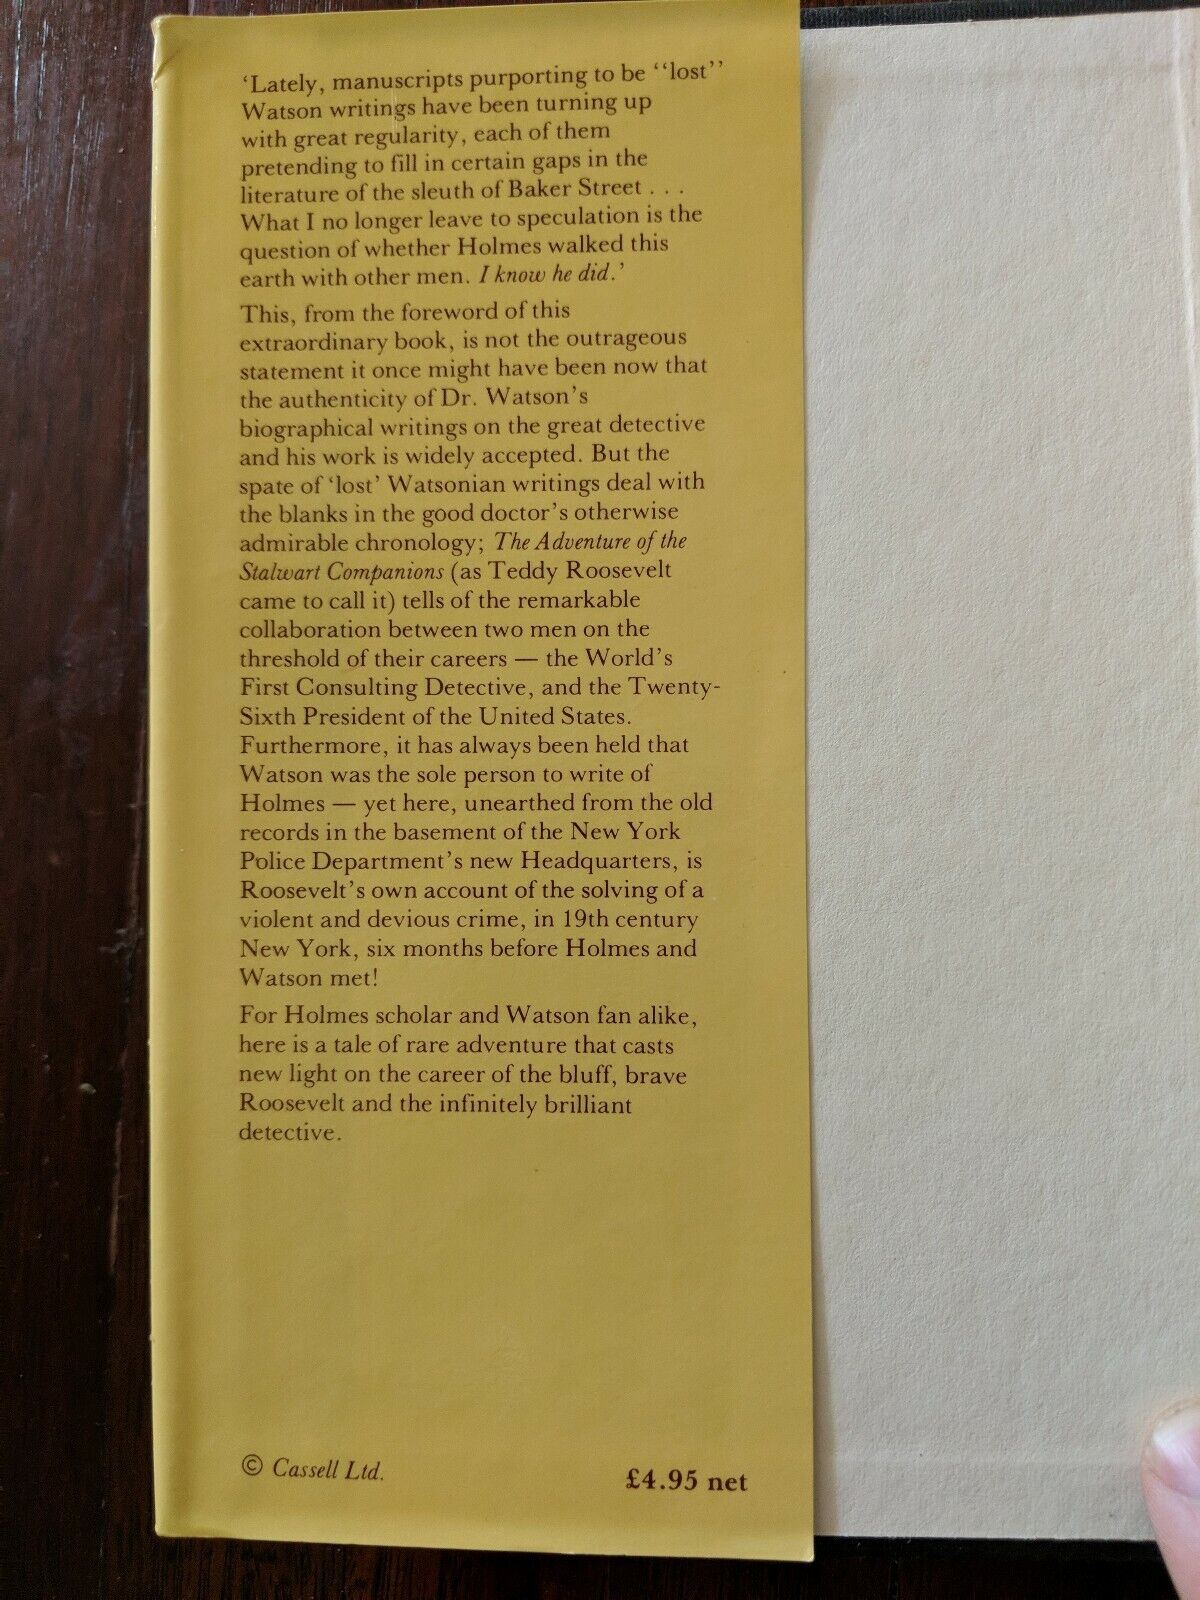 ‘Lately, manuscripts purporting to be “lost”
Watson writings have been turning up
with great regularity, each of them
pretending to fill in certain gaps in the
literature of the sleuth of Baker Street . . .
What I no longer leave to speculation is the
question of whether Holmes walked this
earth with other men. I know he did.’
This, from the foreword of this
extraordinary book, is not the outrageous
statement it once might have been now that
the authenticity of Dr. Watson’s
biographical writings on the great detective
and his work is widely accepted. But the
spate of ‘lost’ Watsonian writings deal with
the blanks in the good doctor’s otherwise
admirable chronology; The Adventure of the
Stalwart Companions (as Teddy Roosevelt
came to call it) tells of the remarkable
collaboration between two men on the
threshold of their careers — the World’s
First Consulting Detective, and the Twenty-
Sixth President of the United States.
Furthermore, it has always been held that
Watson was the sole person to write of
Holmes — yet here, unearthed from the old
records in the basement of the New York
Police Department’s new Headquarters, is
Roosevelt’s own account of the solving of a
violent and devious crime, in 19th century
New York, six months before Holmes and
Watson met!
For Holmes scholar and Watson fan alike,
here is a tale of rare adventure that casts
new light on the career of the bluff, brave
Roosevelt and the infinitely brilliant
detective.
© Cassell Ltd.
£4.95 net